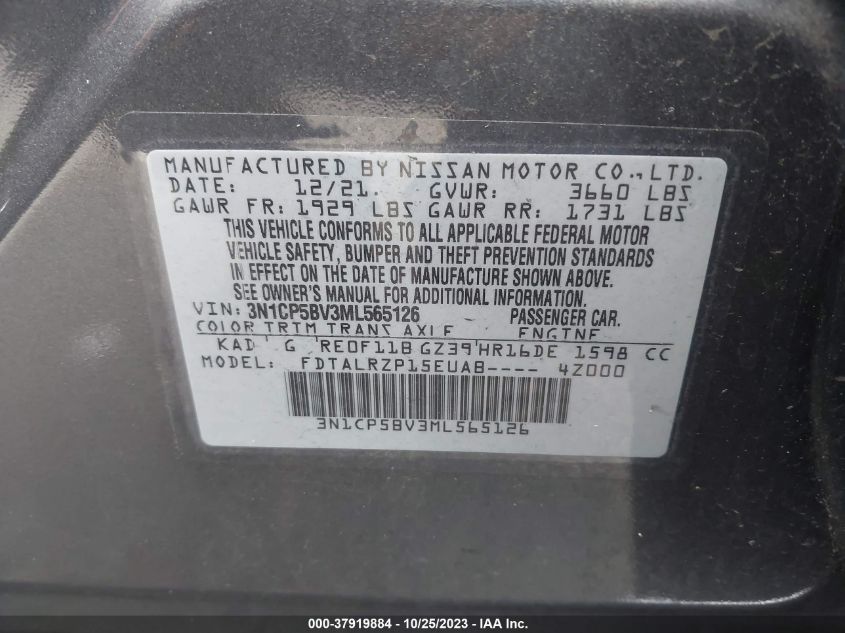 MANUFACTURED BY NISSAN MOTOR CO., LTD.
DATE: 12/21. GVWR: 3660 LBS
GAWR FR: 1929 LBS GAWR RR: 1731 LBS
THIS VEHICLE CONFORMS TO ALL APPLICABLE FEDERAL MOTOR
VEHICLE SAFETY, BUMPER AND THEFT PREVENTION STANDARDS
IN EFFECT ON THE DATE OF MANUFACTURE SHOWN ABOVE.
SEE OWNER'S MANUAL FOR ADDITIONAL INFORMATION.
VIN: 3N1CP5BV3ML565126 PASSENGER CAR.
COLOR TRIM TRANS AXLE ENGINE
KAD G RE0F11B GZ39 HR16DE 1598 CC
MODEL: FDTALRZP15EUAB---- 4Z000
3N1CP5BV3ML565126
000-37919884 - 10/25/2023 - IAA Inc.